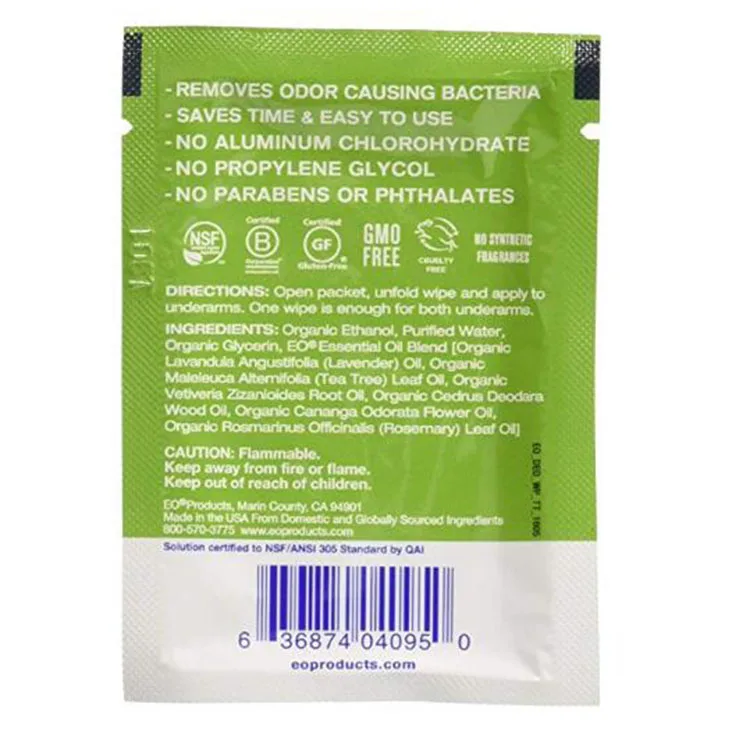 - REMOVES ODOR CAUSING BACTERIA
- SAVES TIME & EASY TO USE
- NO ALUMINUM CHLOROHYDRATE
- NO PROPYLENE GLYCOL
- NO PARABENS OR PHTHALATES
NSF
Certified
B
Corporation
Certified
GF
Gluten-Free
GMO
FREE
CRUELTY
FREE
NO SYNTHETIC
FRAGRANCES
DIRECTIONS: Open packet, unfold wipe and apply to
underarms. One wipe is enough for both underarms.
INGREDIENTS: Organic Ethanol, Purified Water,
Organic Glycerin, EO® Essential Oil Blend [Organic
Lavandula Angustifolia (Lavender) Oil, Organic
Maleleuca Alternifolia (Tea Tree) Leaf Oil, Organic
Vetiveria Zizanioides Root Oil, Organic Cedrus Deodara
Wood Oil, Organic Cananga Odorata Flower Oil,
Organic Rosmarinus Officinalis (Rosemary) Leaf Oil]
CAUTION: Flammable.
Keep away from fire or flame.
Keep out of reach of children.
EO® Products, Marin County, CA 94901
Made in the USA From Domestic and Globally Sourced Ingredients
800-570-3775 www.eoproducts.com
EO_DEO_WP_TT_1605
Solution certified to NSF/ANSI 305 Standard by QAI
6 36874 04095 0
eoproducts.com